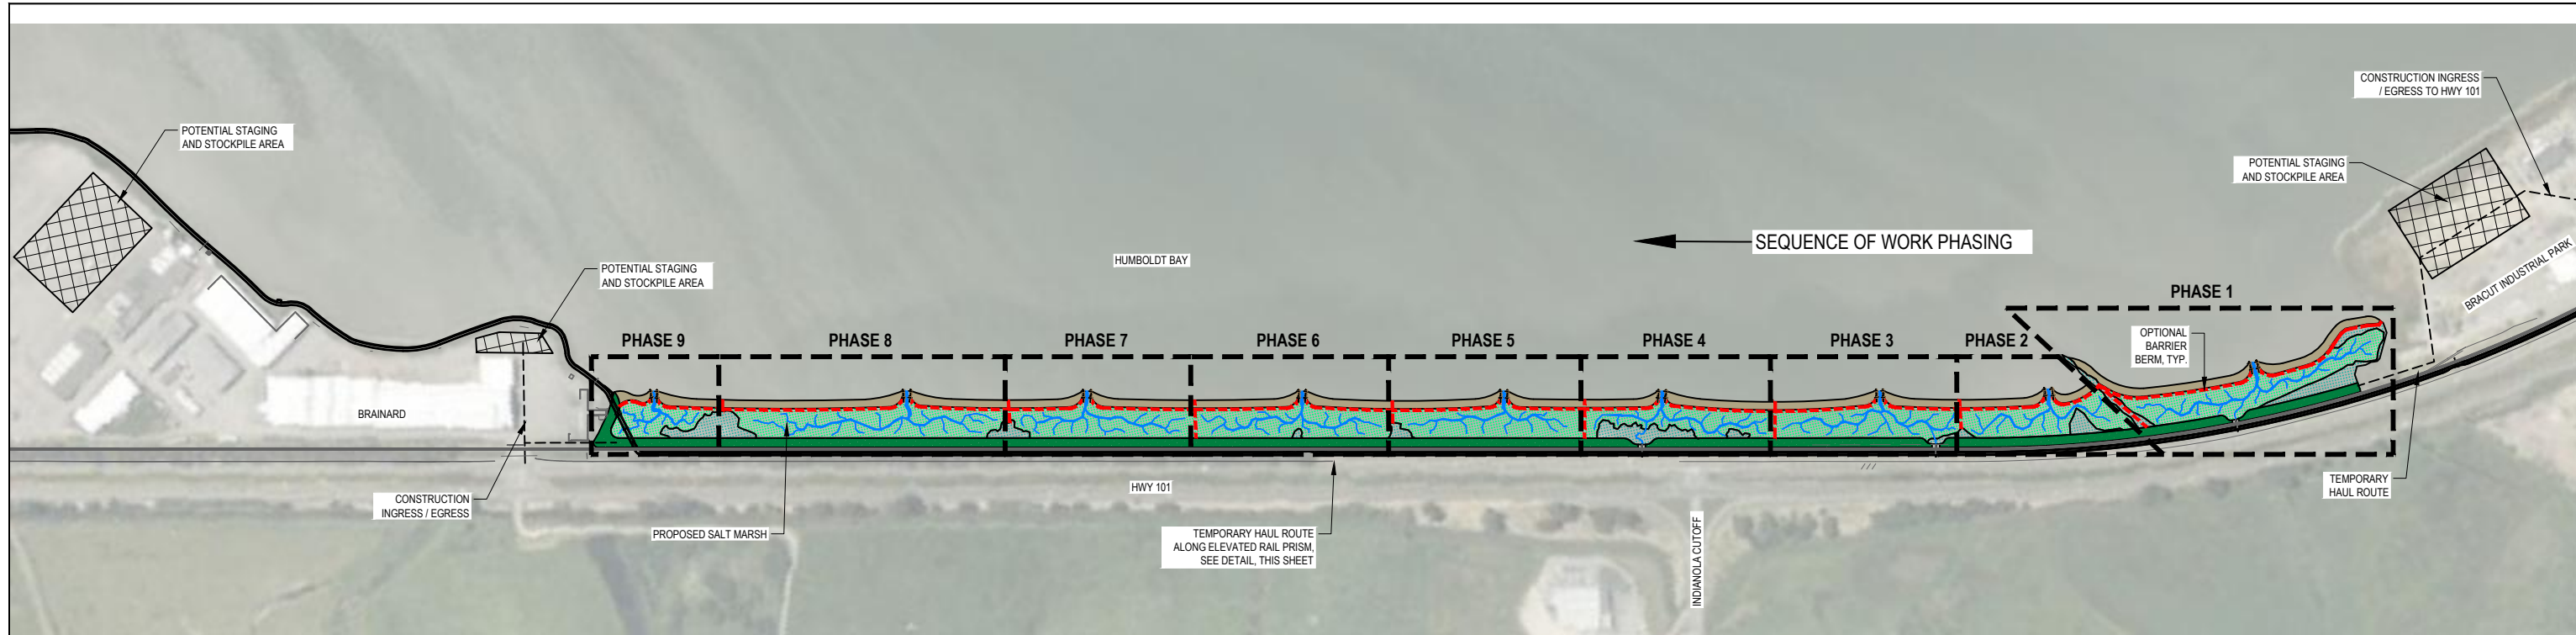 CONSTRUCTION INGRESS
/ EGRESS TO HWY 101
POTENTIAL STAGING
AND STOCKPILE AREA
POTENTIAL STAGING
AND STOCKPILE AREA
BRACUT INDUSTRIAL PARK
SEQUENCE OF WORK PHASING
HUMBOLDT BAY
POTENTIAL STAGING
AND STOCKPILE AREA
PHASE 1
PHASE 9
PHASE 8
PHASE 7
PHASE 6
PHASE 5
PHASE 4
PHASE 3
PHASE 2
OPTIONAL
BARRIER
BERM, TYP.
BRAINARD
CONSTRUCTION
INGRESS / EGRESS
HWY 101
TEMPORARY
HAUL ROUTE
PROPOSED SALT MARSH
TEMPORARY HAUL ROUTE
ALONG ELEVATED RAIL PRISM,
SEE DETAIL, THIS SHEET
INDIANOLA CUTOFF